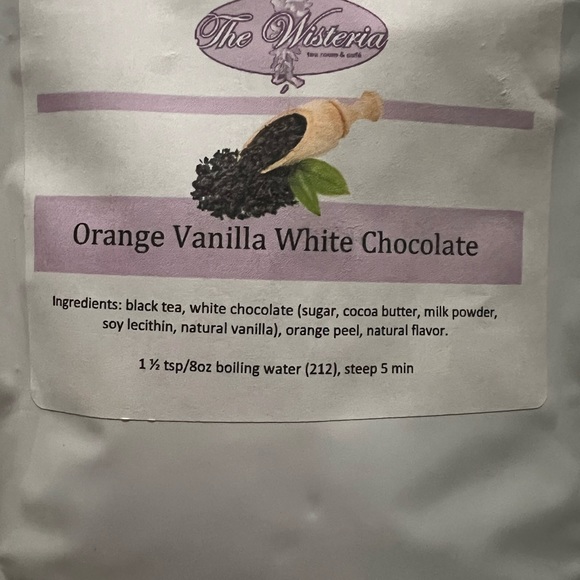 The Wisteria
tea room & café
Orange Vanilla White Chocolate
Ingredients: black tea, white chocolate (sugar, cocoa butter, milk powder,
soy lecithin, natural vanilla), orange peel, natural flavor.
1 ½ tsp/8oz boiling water (212), steep 5 min